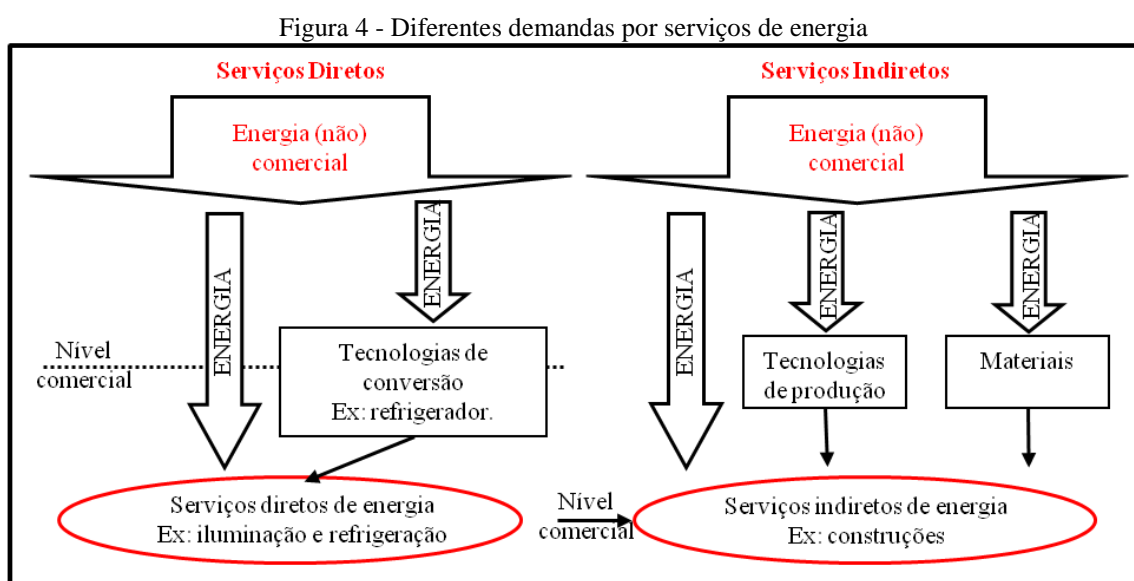 Figura 4 - Diferentes demandas por serviços de energia
Serviços Diretos
Energia (não)
comercial
ENERGIA
ENERGIA
Nível
comercial
Tecnologias de
conversão
Ex: refrigerador.
Serviços diretos de energia
Ex: iluminação e refrigeração
Serviços Indiretos
Energia (não)
comercial
ENERGIA
ENERGIA
ENERGIA
Tecnologias
de produção
Materiais
Nível
comercial
Serviços indiretos de energia
Ex: construções